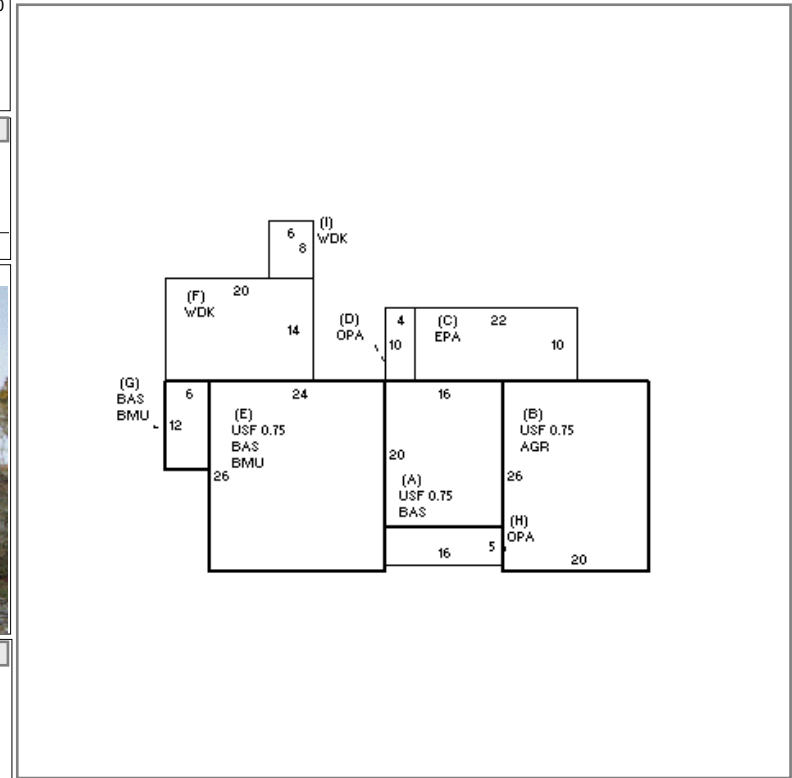 (I)
WDK
6
8
(F)
WDK
20
14
(D)
OPA
4
10
(C)
EPA
22
10
(G)
BAS
BMU
6
12
24
(E)
USF 0.75
BAS
BMU
26
16
20
(A)
USF 0.75
BAS
(B)
USF 0.75
AGR
26
20
(H)
OPA
16
5